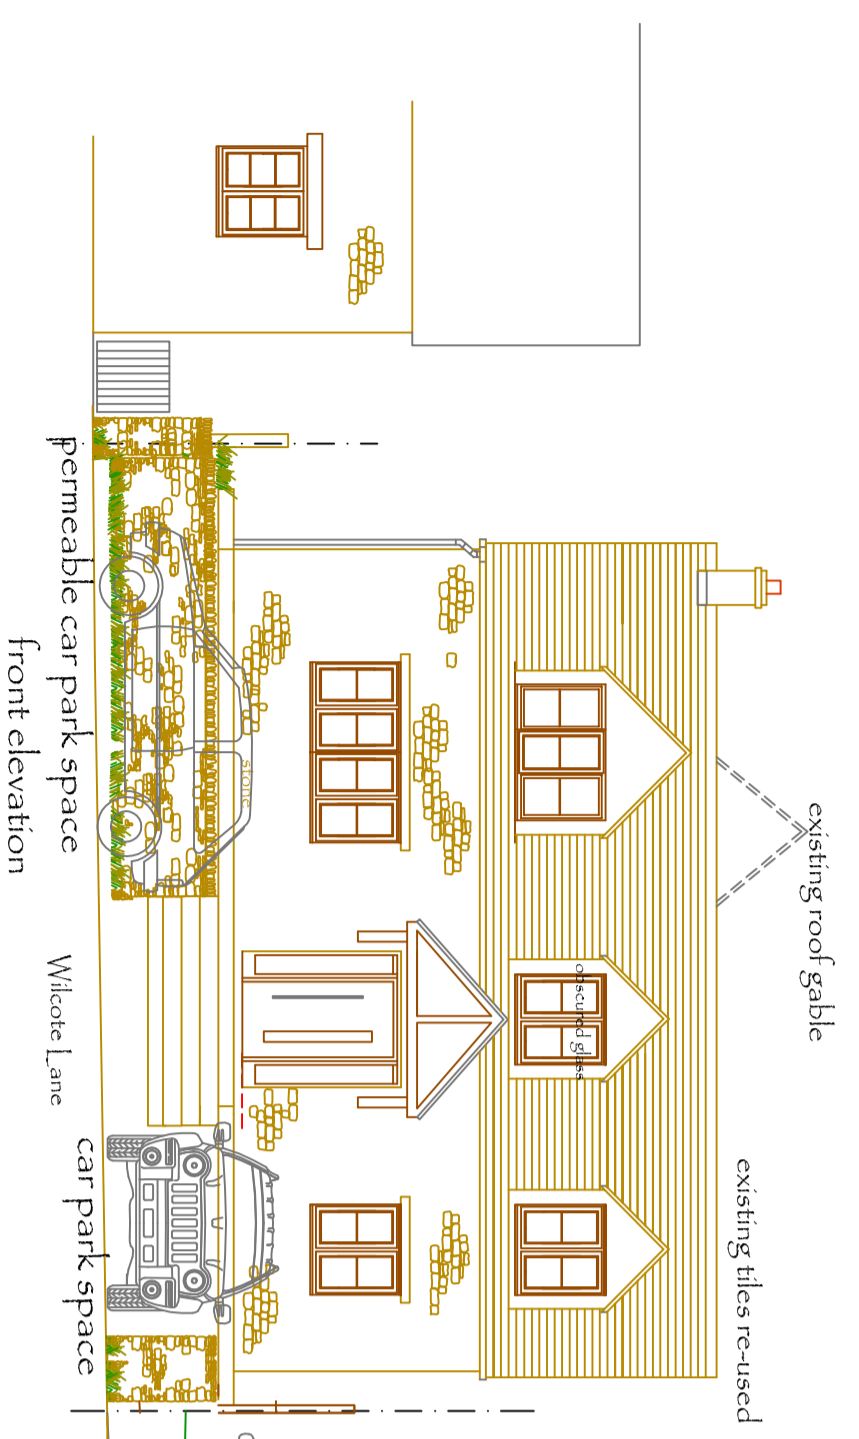 existing roof gable
existing tiles re-used
obscured glass
stone
permeable car park space
car park space
Wilcote Lane
front elevation